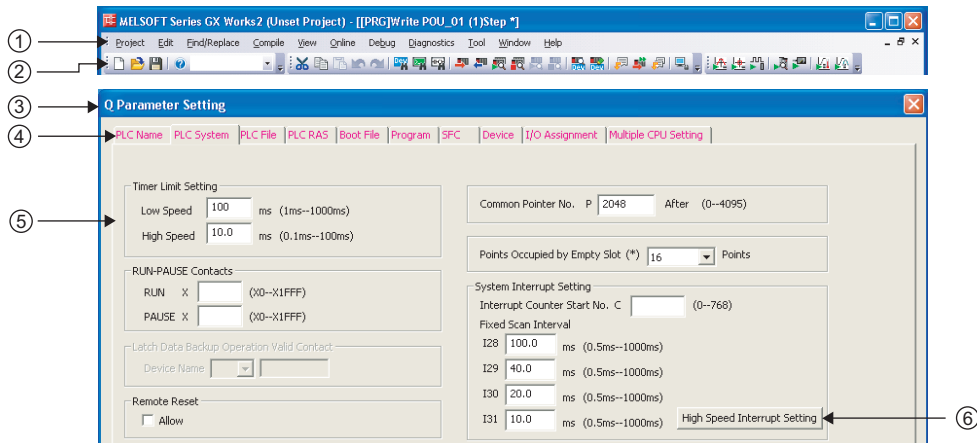 MELSOFT Series GX Works2 (Unset Project) - [[PRG]Write POU_01 (1)Step *]
① Project Edit Find/Replace Compile View Online Debug Diagnostics Tool Window Help
②
③ Q Parameter Setting
④ PLC Name PLC System PLC File PLC RAS Boot File Program SFC Device I/O Assignment Multiple CPU Setting
⑤
Timer Limit Setting
Low Speed 100 ms (1ms--1000ms)
High Speed 10.0 ms (0.1ms--100ms)
RUN-PAUSE Contacts
RUN X (X0--X1FFF)
PAUSE X (X0--X1FFF)
Latch Data Backup Operation Valid Contact
Device Name
Remote Reset
Allow
Common Pointer No. P 2048 After (0--4095)
Points Occupied by Empty Slot (*) 16 Points
System Interrupt Setting
Interrupt Counter Start No. C (0--768)
Fixed Scan Interval
I28 100.0 ms (0.5ms--1000ms)
I29 40.0 ms (0.5ms--1000ms)
I30 20.0 ms (0.5ms--1000ms)
I31 10.0 ms (0.5ms--1000ms) High Speed Interrupt Setting ⑥